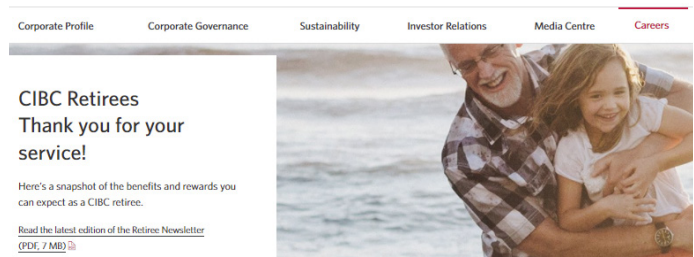 Corporate Profile Corporate Governance Sustainability Investor Relations Media Centre Careers
CIBC Retirees
Thank you for your
service!
Here's a snapshot of the benefits and rewards you
can expect as a CIBC retiree.
Read the latest edition of the Retiree Newsletter
(PDF, 7 MB)